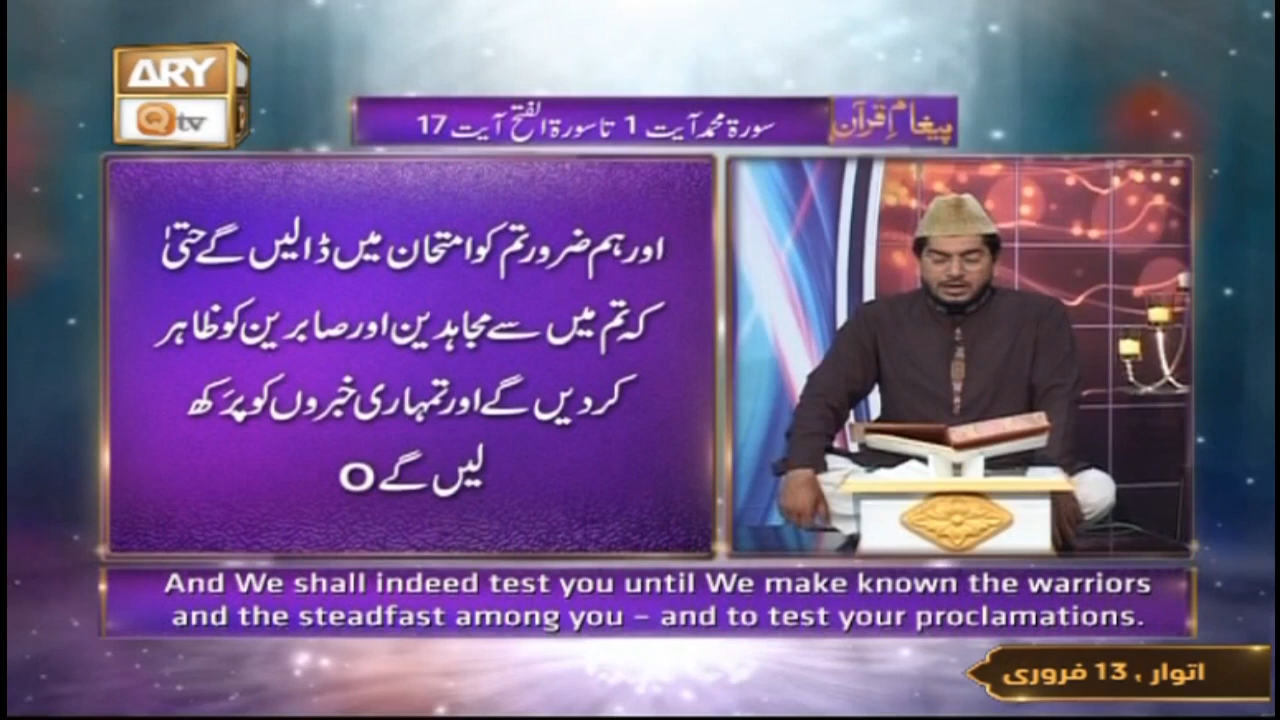 ARY
Qtv
پیغامِ قرآن
سورۃ محمد آیت 1 تا سورۃ الفتح آیت 17
اور ہم ضرور تم کو امتحان میں ڈالیں گے حتیٰ
کہ تم میں سے مجاہدین اور صابرین کو ظاہر
کر دیں گے اور تمہاری خبروں کو پرَکھ
لیں گے O
And We shall indeed test you until We make known the warriors
and the steadfast among you – and to test your proclamations.
اتوار ، 13 فروری